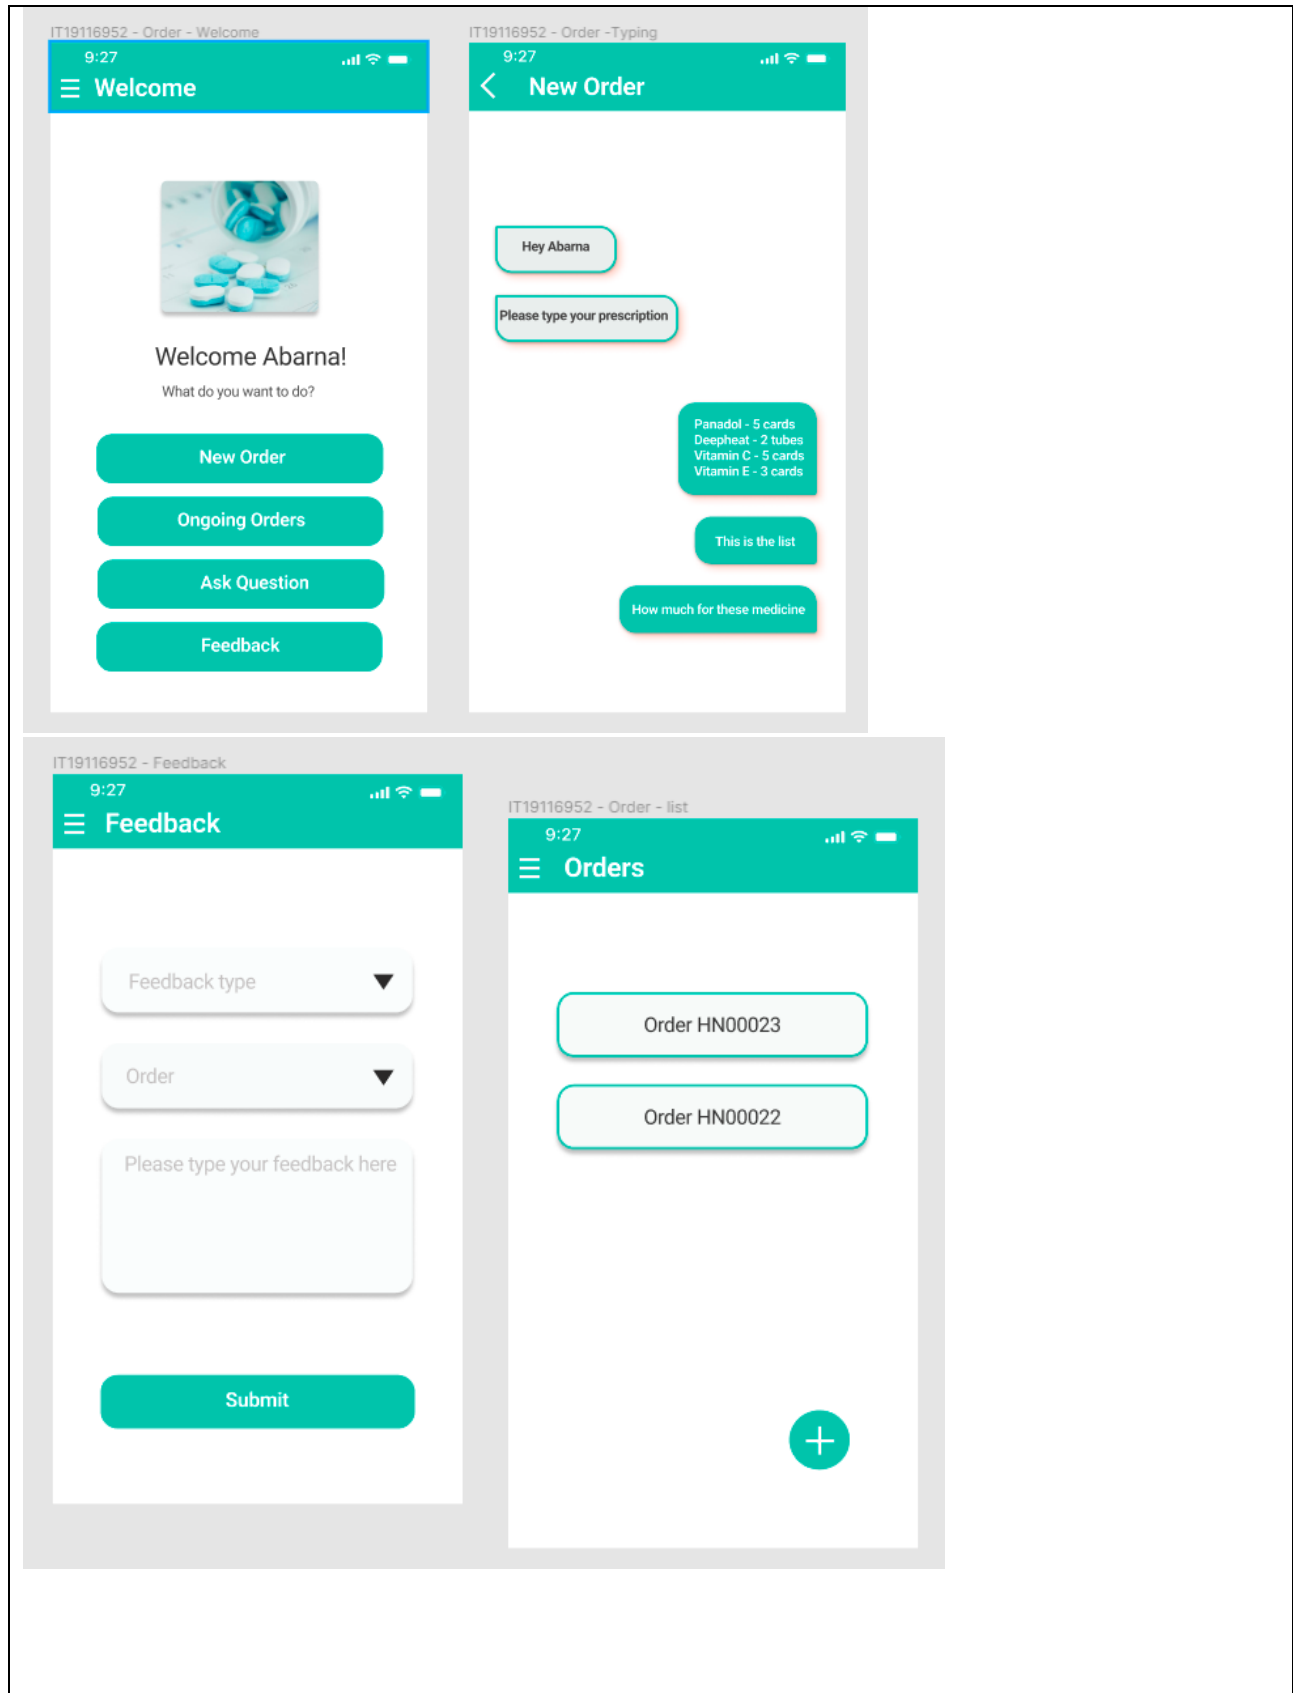 IT19116952 - Order - Welcome
9:27
Welcome
Welcome Abarna!
What do you want to do?
New Order
Ongoing Orders
Ask Question
Feedback
IT19116952 - Order -Typing
9:27
New Order
Hey Abarna
Please type your prescription
Panadol - 5 cards
Deepheat - 2 tubes
Vitamin C - 5 cards
Vitamin E - 3 cards
This is the list
How much for these medicine
IT19116952 - Feedback
9:27
Feedback
Feedback type
Order
Please type your feedback here
Submit
IT19116952 - Order - list
9:27
Orders
Order HN00023
Order HN00022